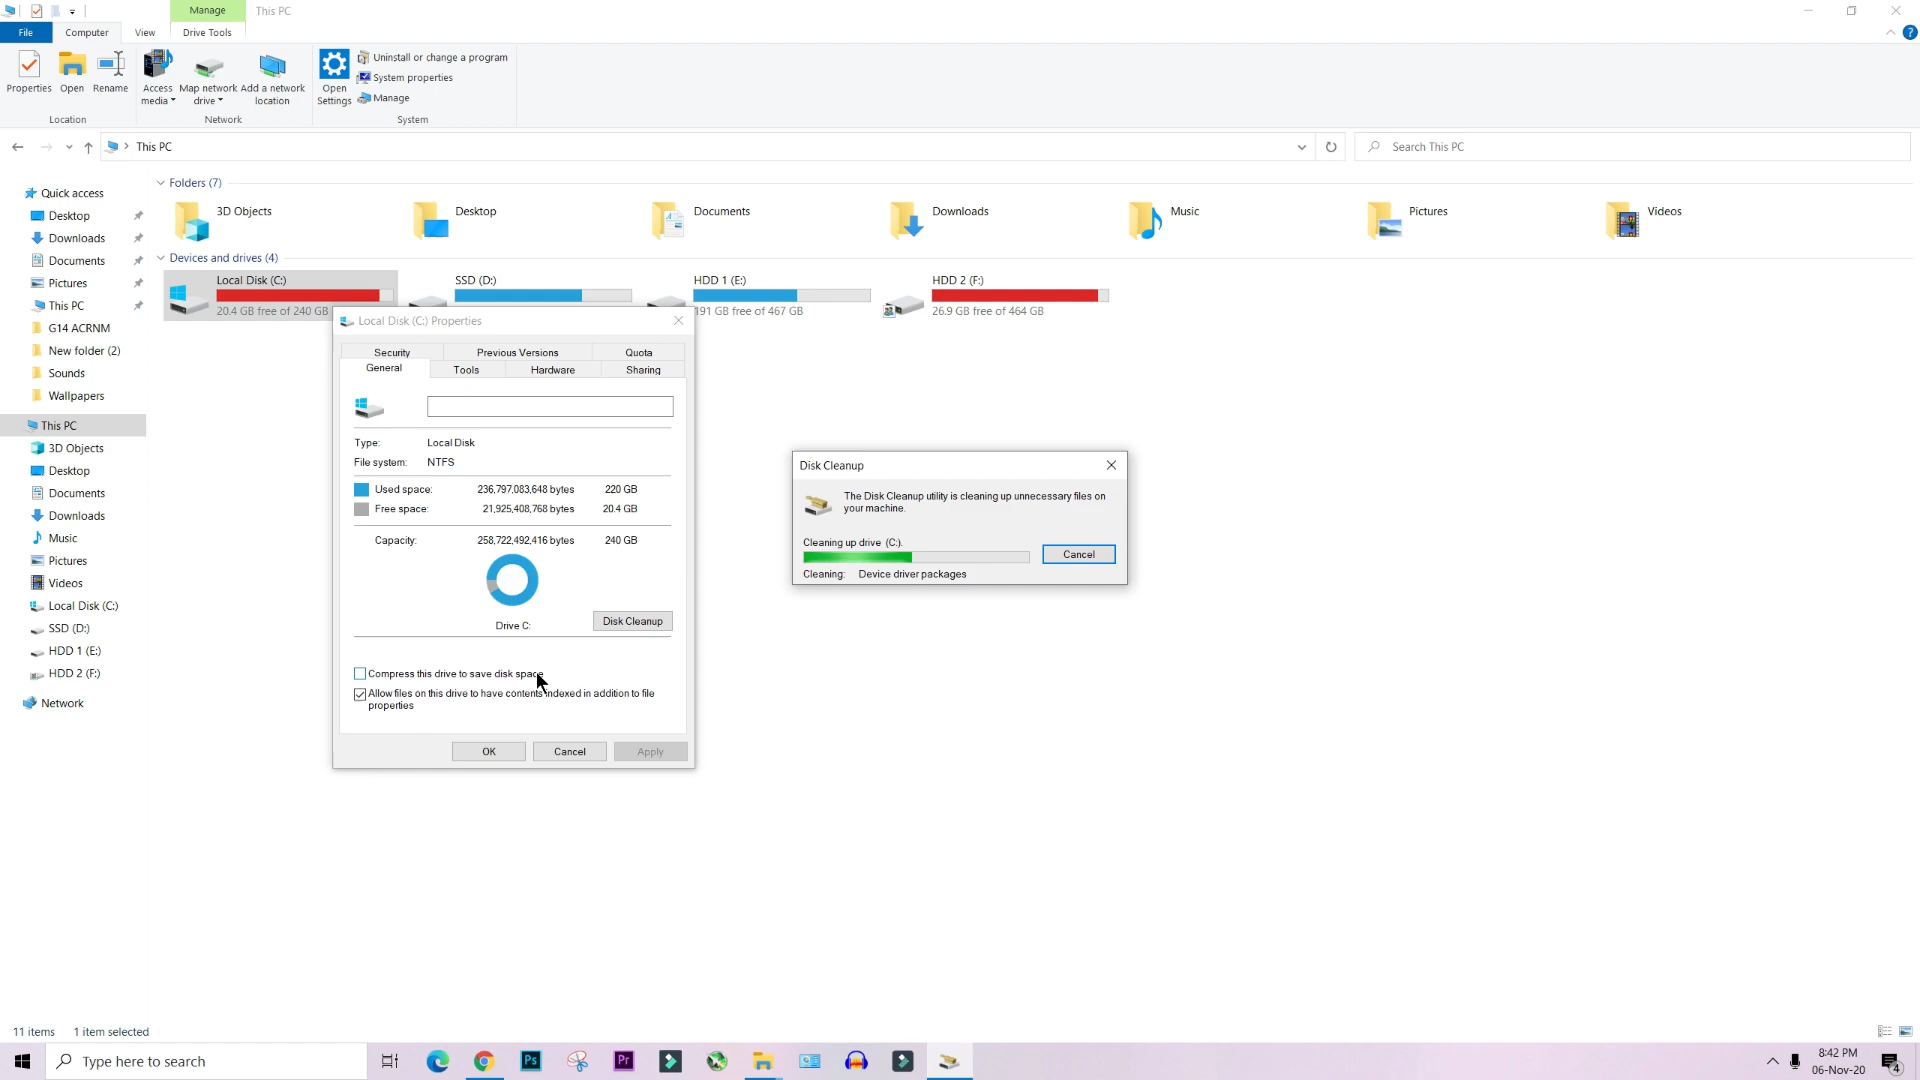 Manage
This PC
File
Computer
View
Drive Tools
Properties
Open
Rename
Access media
Map network drive
Add a network location
Open Settings
Uninstall or change a program
System properties
Manage
Location
Network
System
This PC
Search This PC
Quick access
Desktop
Downloads
Documents
Pictures
This PC
G14 ACRNM
New folder (2)
Sounds
Wallpapers
This PC
3D Objects
Desktop
Documents
Downloads
Music
Pictures
Videos
Local Disk (C:)
SSD (D:)
HDD 1 (E:)
HDD 2 (F:)
Network
Folders (7)
3D Objects
Desktop
Documents
Downloads
Music
Pictures
Videos
Devices and drives (4)
Local Disk (C:)
20.4 GB free of 240 GB
SSD (D:)
HDD 1 (E:)
191 GB free of 467 GB
HDD 2 (F:)
26.9 GB free of 464 GB
Local Disk (C:) Properties
Security
Previous Versions
Quota
General
Tools
Hardware
Sharing
Type: Local Disk
File system: NTFS
Used space: 236,797,083,648 bytes 220 GB
Free space: 21,925,408,768 bytes 20.4 GB
Capacity: 258,722,492,416 bytes 240 GB
Drive C:
Disk Cleanup
Compress this drive to save disk space
Allow files on this drive to have contents indexed in addition to file
properties
OK
Cancel
Apply
Disk Cleanup
The Disk Cleanup utility is cleaning up unnecessary files on
your machine.
Cleaning up drive (C:).
Cancel
Cleaning: Device driver packages
11 items
1 item selected
Type here to search
Ps
Pr
8:42 PM
06-Nov-20
4